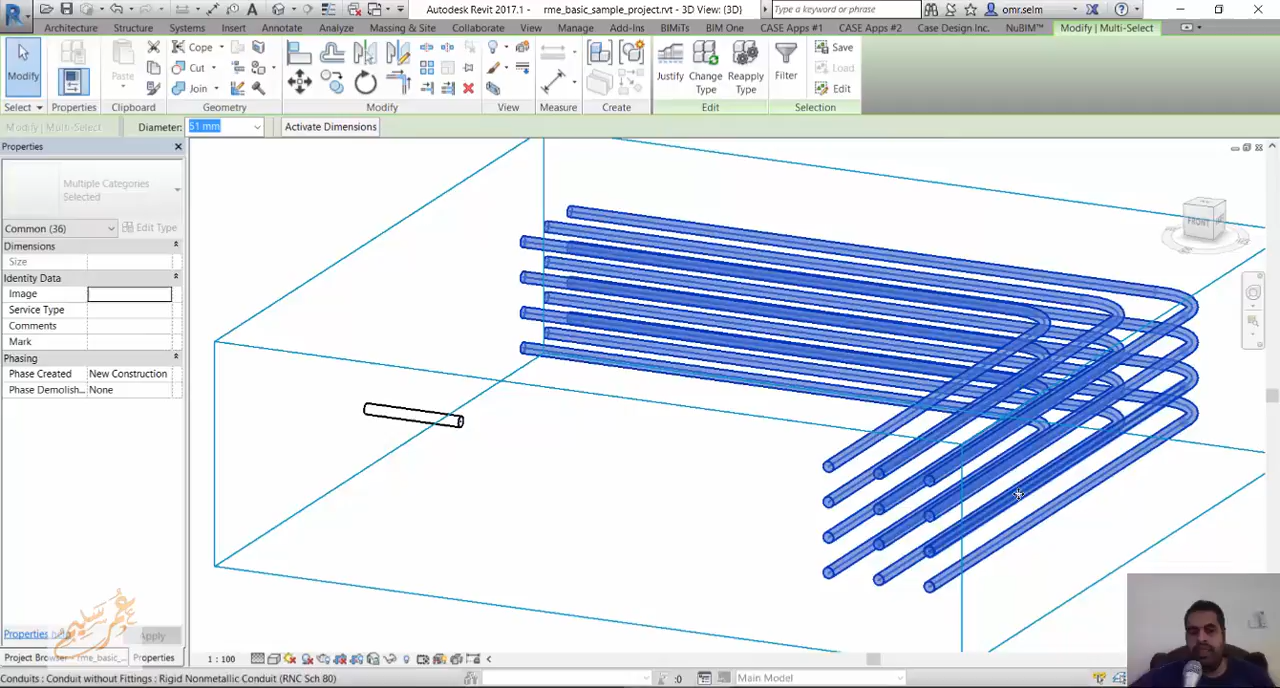 Autodesk Revit 2017.1 - rme_basic_sample_project.rvt - 3D View: {3D}
Type a keyword or phrase
omr.selm
Architecture Structure Systems Insert Annotate Analyze Massing & Site Collaborate View Manage Add-Ins BIMiTs BIM One CASE Apps #1 CASE Apps #2 Case Design Inc. NuBIM™ Modify | Multi-Select
Modify
Paste
Cope
Cut
Join
Justify Change Type Reapply Type
Filter
Save
Load
Edit
Select Properties Clipboard Geometry Modify View Measure Create Edit Selection
Modify | Multi-Select
Diameter: 51 mm
Activate Dimensions
Properties
Multiple Categories
Selected
Common (36)
Edit Type
Dimensions
Size
Identity Data
Image
Service Type
Comments
Mark
Phasing
Phase Created New Construction
Phase Demolish... None
FRONT
عمر سليم
Properties help
Apply
Project Browser - rme_basic_... Properties
1 : 100
Conduits : Conduit without Fittings : Rigid Nonmetallic Conduit (RNC Sch 80)
:0
Main Model